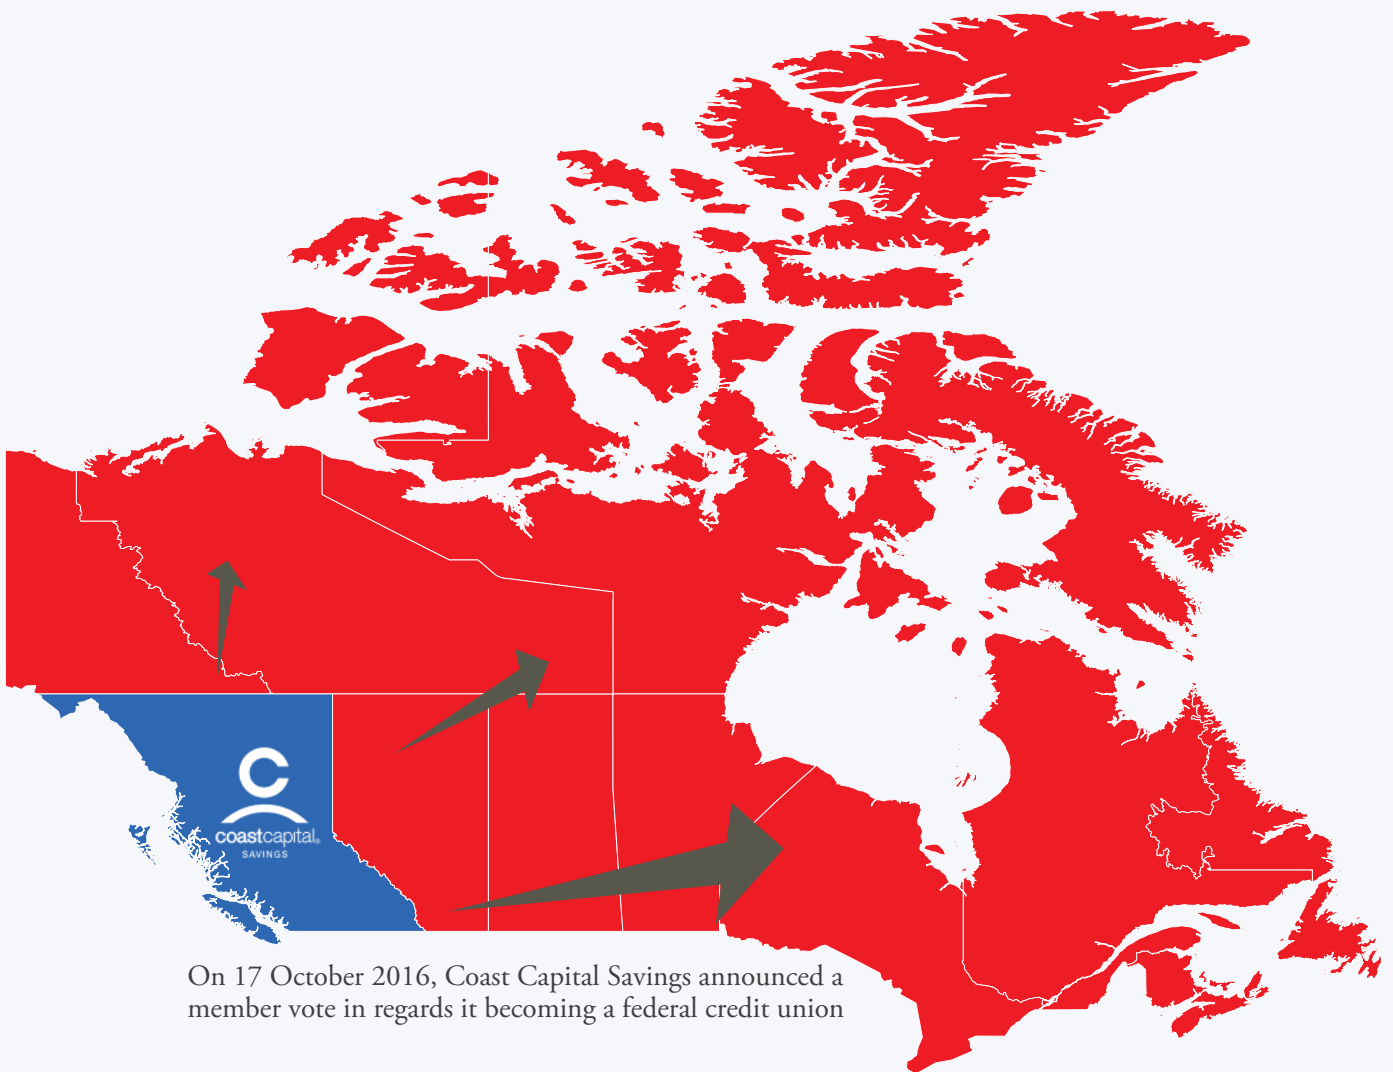 coastcapital®
SAVINGS
On 17 October 2016, Coast Capital Savings announced a
member vote in regards it becoming a federal credit union